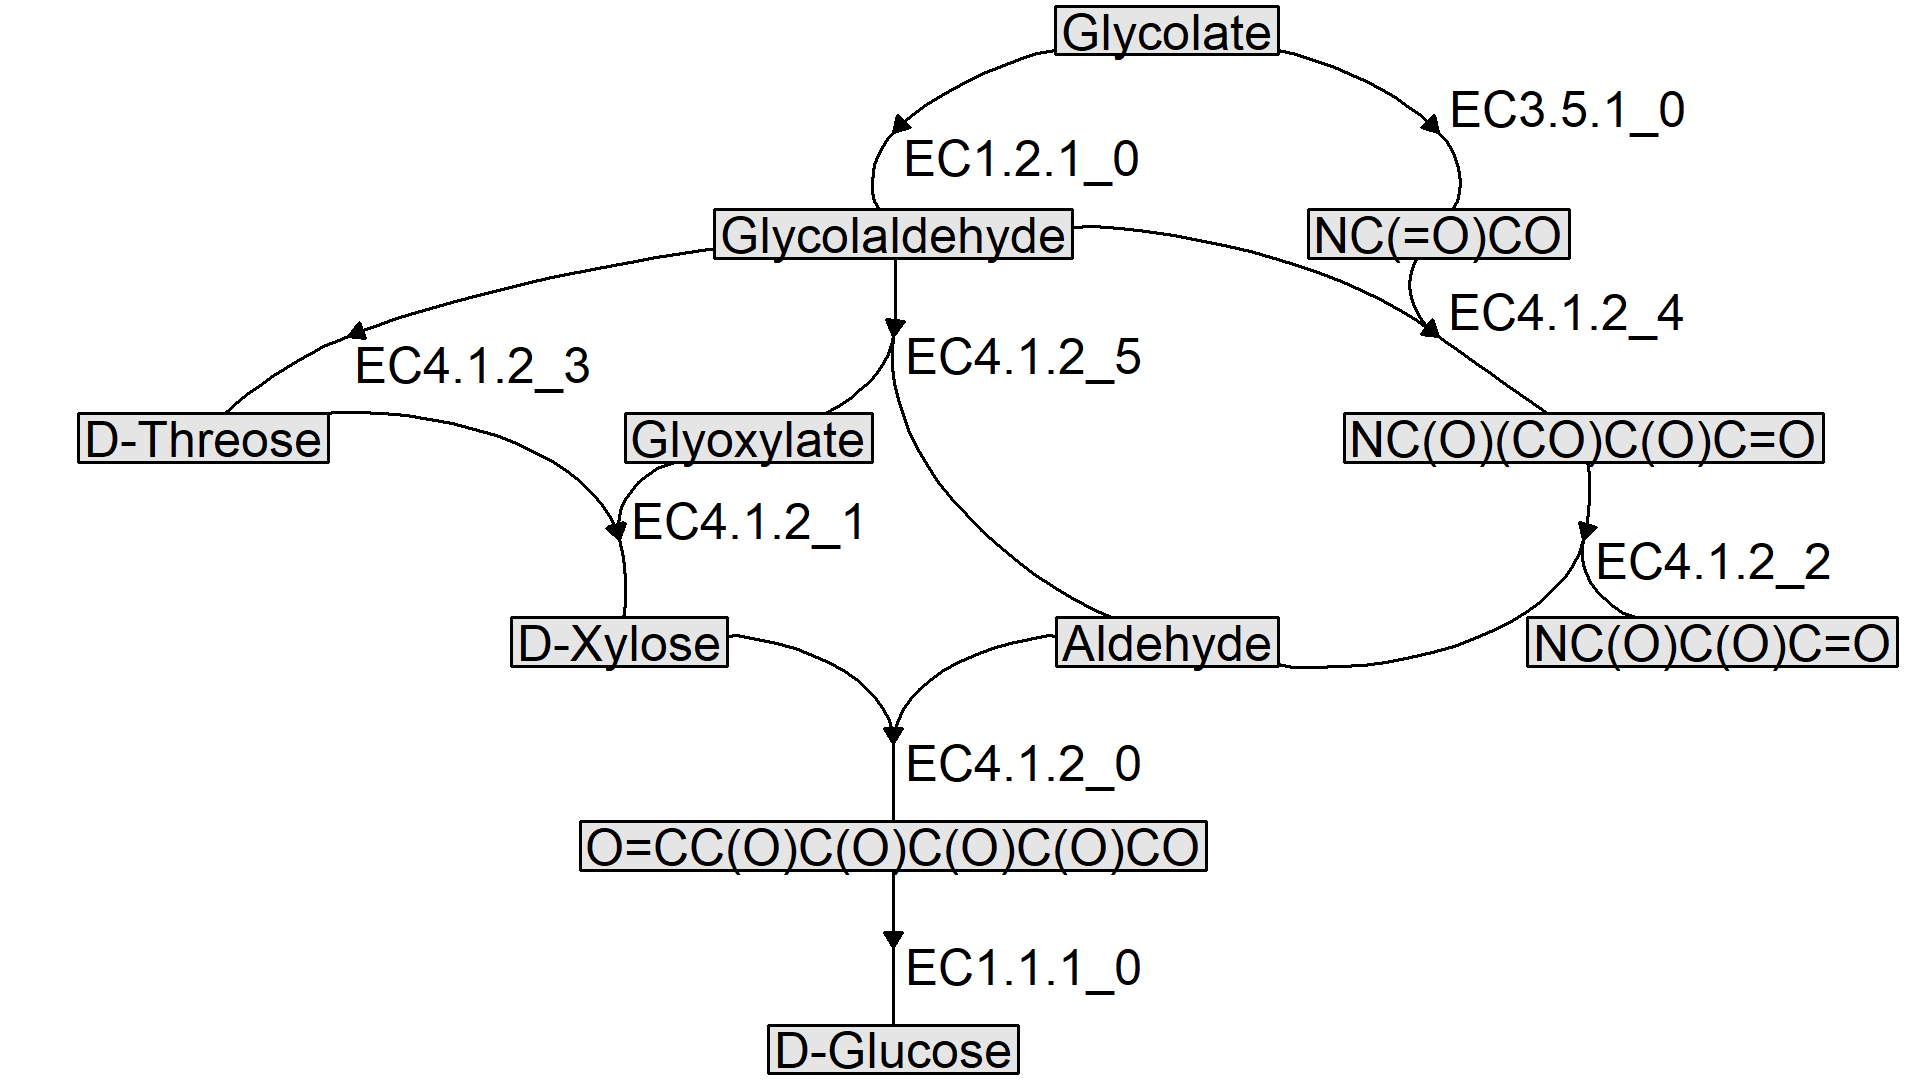 Glycolate
EC3.5.1_0
EC1.2.1_0
Glycolaldehyde
NC(=O)CO
EC4.1.2_4
EC4.1.2_3
EC4.1.2_5
D-Threose
Glyoxylate
NC(O)(CO)C(O)C=O
EC4.1.2_1
EC4.1.2_2
D-Xylose
Aldehyde
NC(O)C(O)C=O
EC4.1.2_0
O=CC(O)C(O)C(O)C(O)CO
EC1.1.1_0
D-Glucose